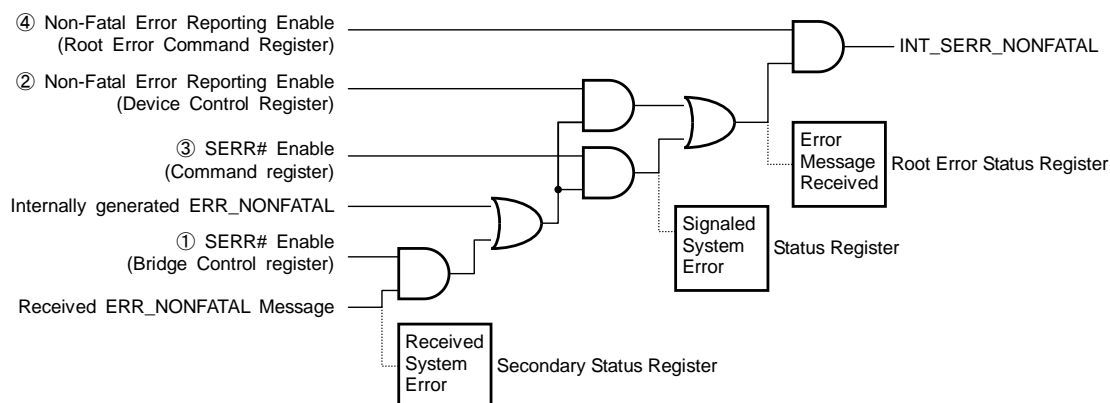 ④ Non-Fatal Error Reporting Enable
(Root Error Command Register)
INT_SERR_NONFATAL
② Non-Fatal Error Reporting Enable
(Device Control Register)
③ SERR# Enable
(Command register)
Error
Message
Received
Root Error Status Register
Internally generated ERR_NONFATAL
① SERR# Enable
(Bridge Control register)
Signaled
System
Error
Status Register
Received ERR_NONFATAL Message
Received
System
Error
Secondary Status Register